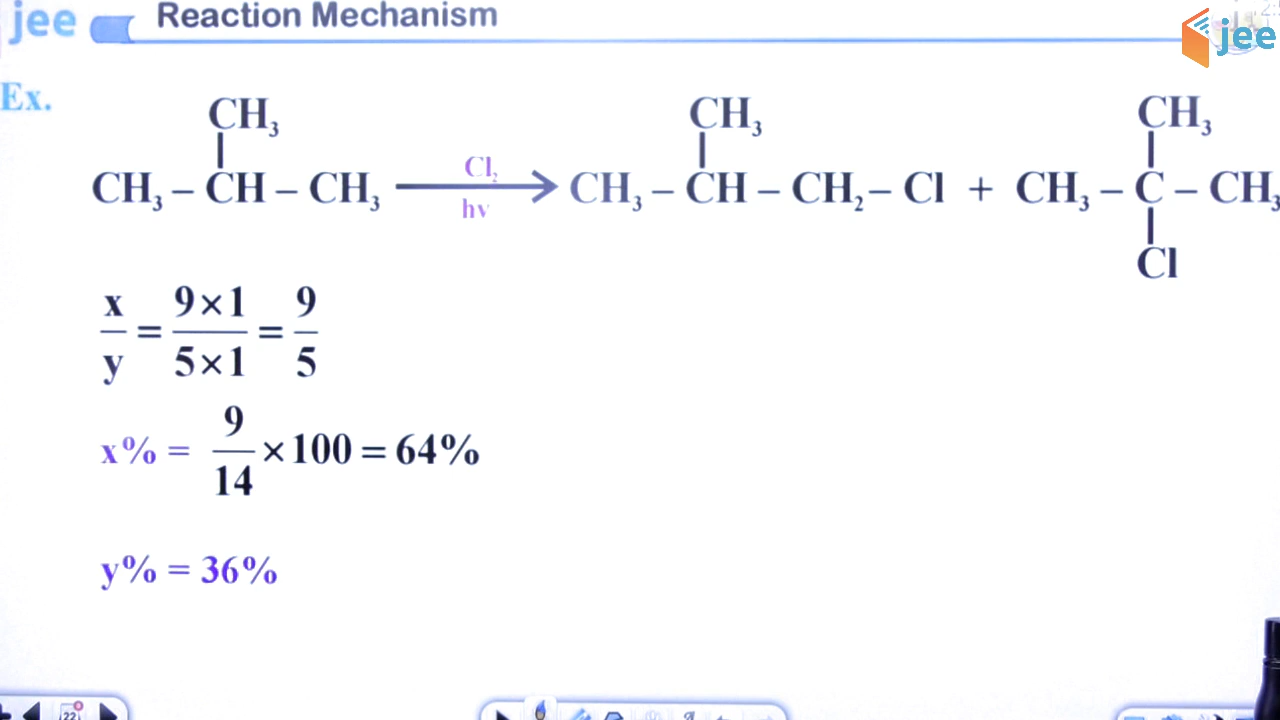 jee Reaction Mechanism
jee
Ex.
CH₃ CH₃ CH₃
CH₃ – CH – CH₃ Cl₂ hν → CH₃ – CH – CH₂ – Cl + CH₃ – C – CH₃
Cl
x/y = 9×1/5×1 = 9/5
x% = 9/14 × 100 = 64%
y% = 36%
22